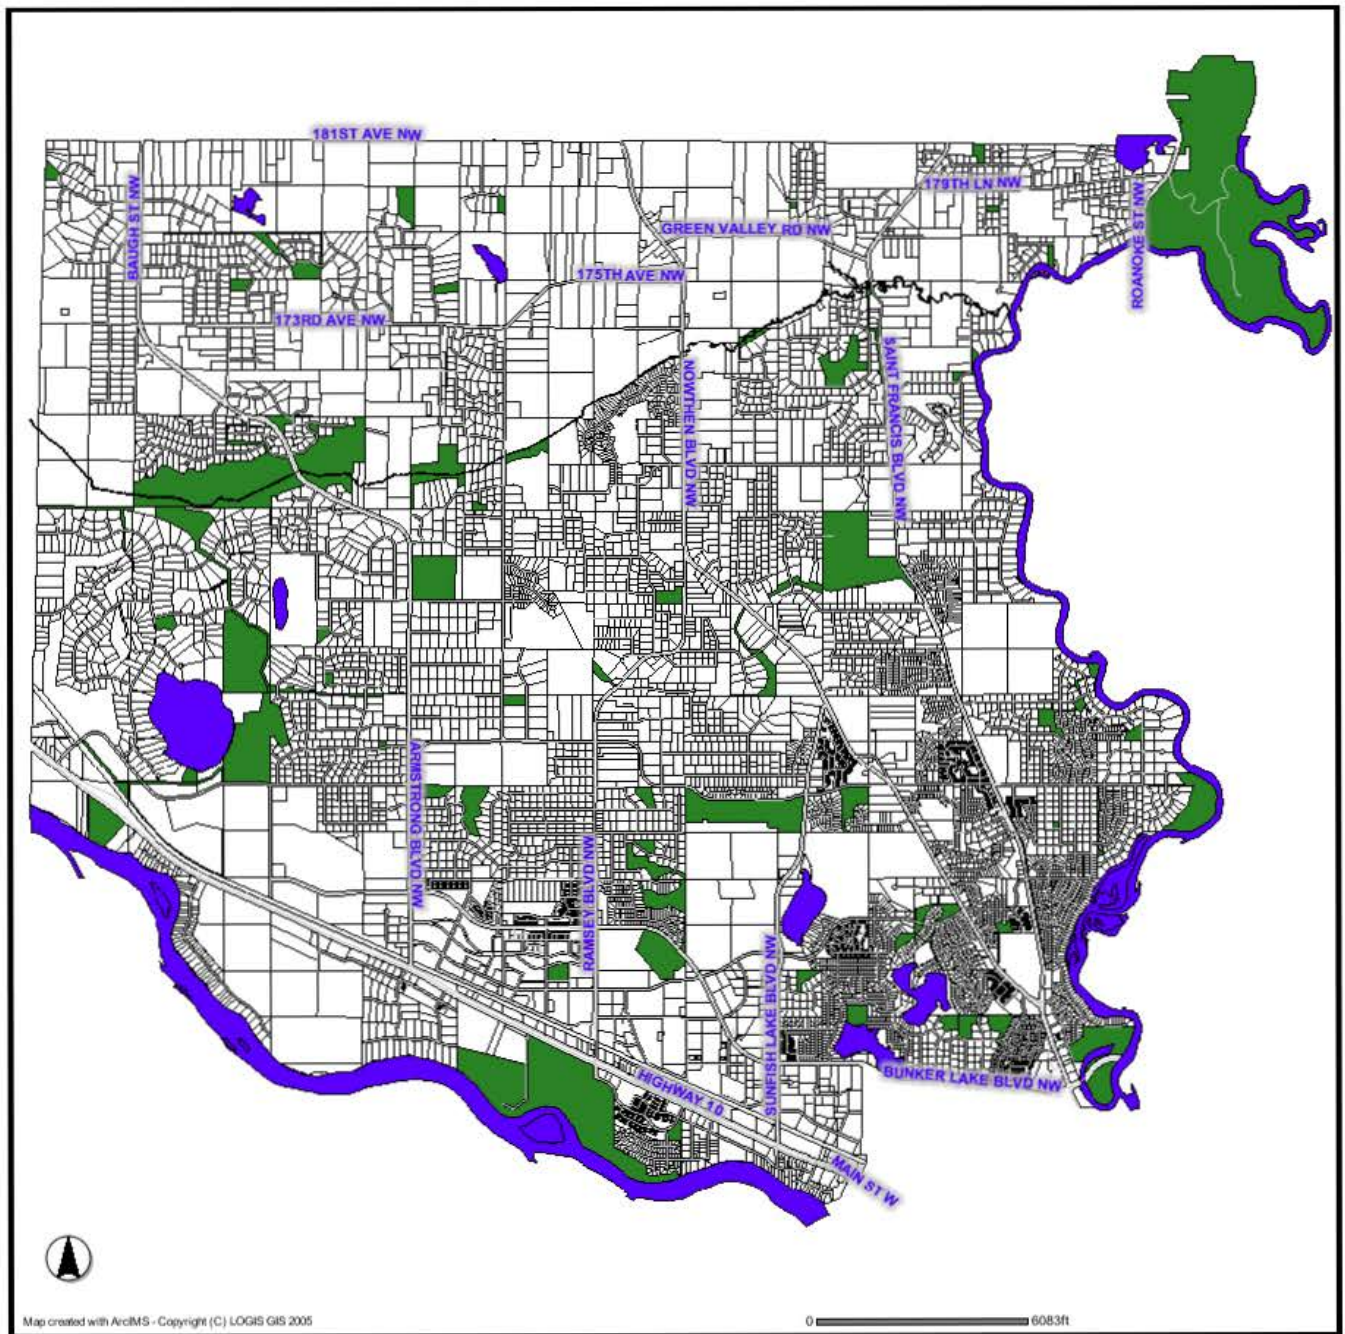 181ST AVE NW
BAUGH ST NW
179TH LN NW
ROANOKE ST NW
GREEN VALLEY RD NW
175TH AVE NW
173RD AVE NW
SAINT FRANCIS BLVD NW
NOWTHEN BLVD NW
ARMSTRONG BLVD NW
RAMSEY BLVD NW
SUNFISH LAKE BLVD NW
BUNKER LAKE BLVD NW
HIGHWAY 10
MAIN ST W
Map created with ArcIMS - Copyright (C) LOGIS GIS 2005
0 6083ft